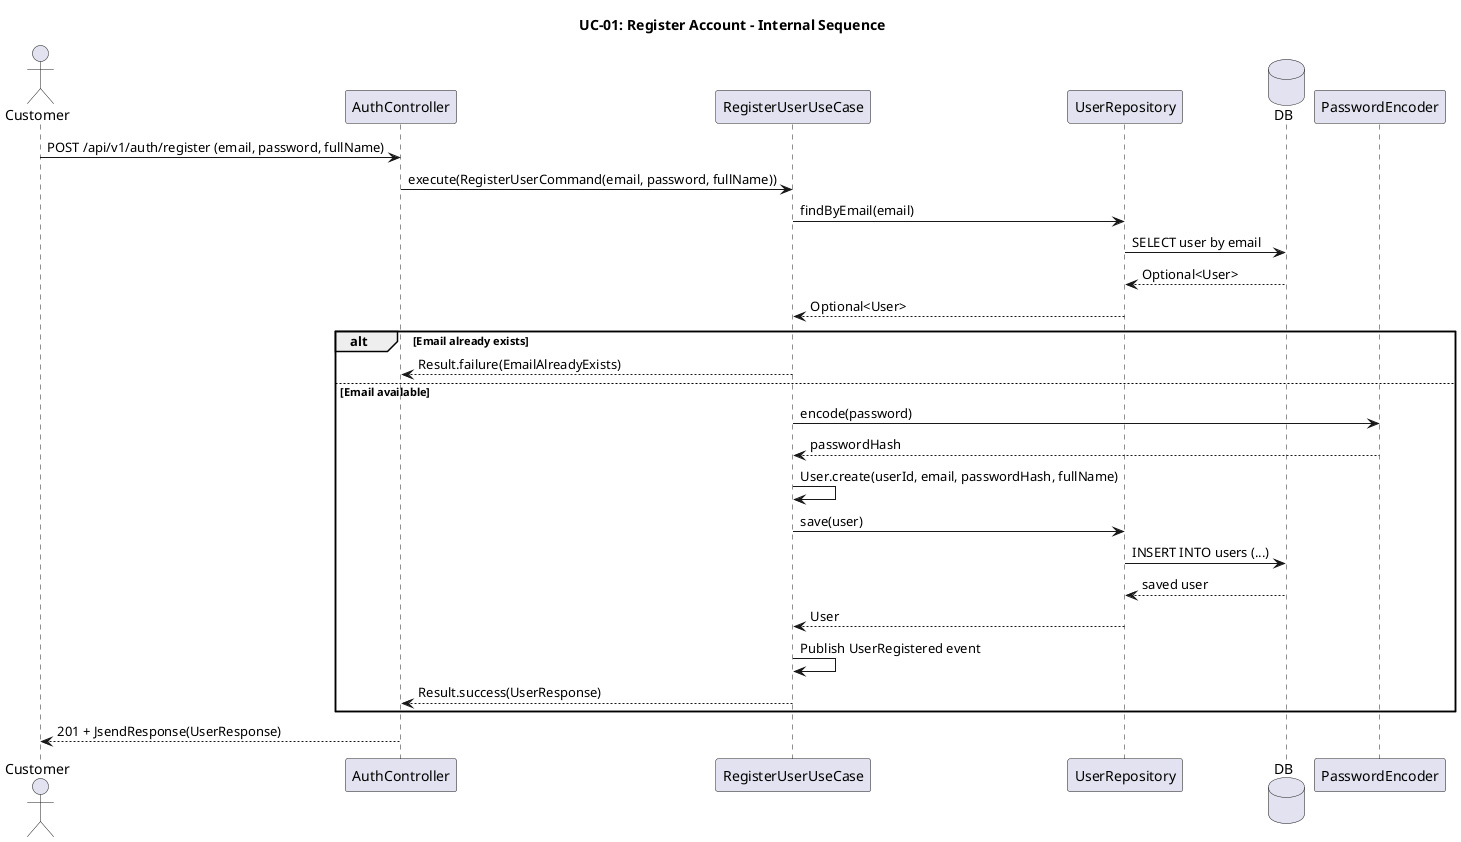 UC-01: Register Account - Internal Sequence
Customer
AuthController
RegisterUserUseCase
UserRepository
DB
PasswordEncoder
POST /api/v1/auth/register (email, password, fullName)
execute(RegisterUserCommand(email, password, fullName))
findByEmail(email)
SELECT user by email
Optional<User>
Optional<User>
alt [Email already exists]
Result.failure(EmailAlreadyExists)
[Email available]
encode(password)
passwordHash
User.create(userId, email, passwordHash, fullName)
save(user)
INSERT INTO users (...)
saved user
User
Publish UserRegistered event
Result.success(UserResponse)
201 + JsendResponse(UserResponse)
Customer
AuthController
RegisterUserUseCase
UserRepository
DB
PasswordEncoder